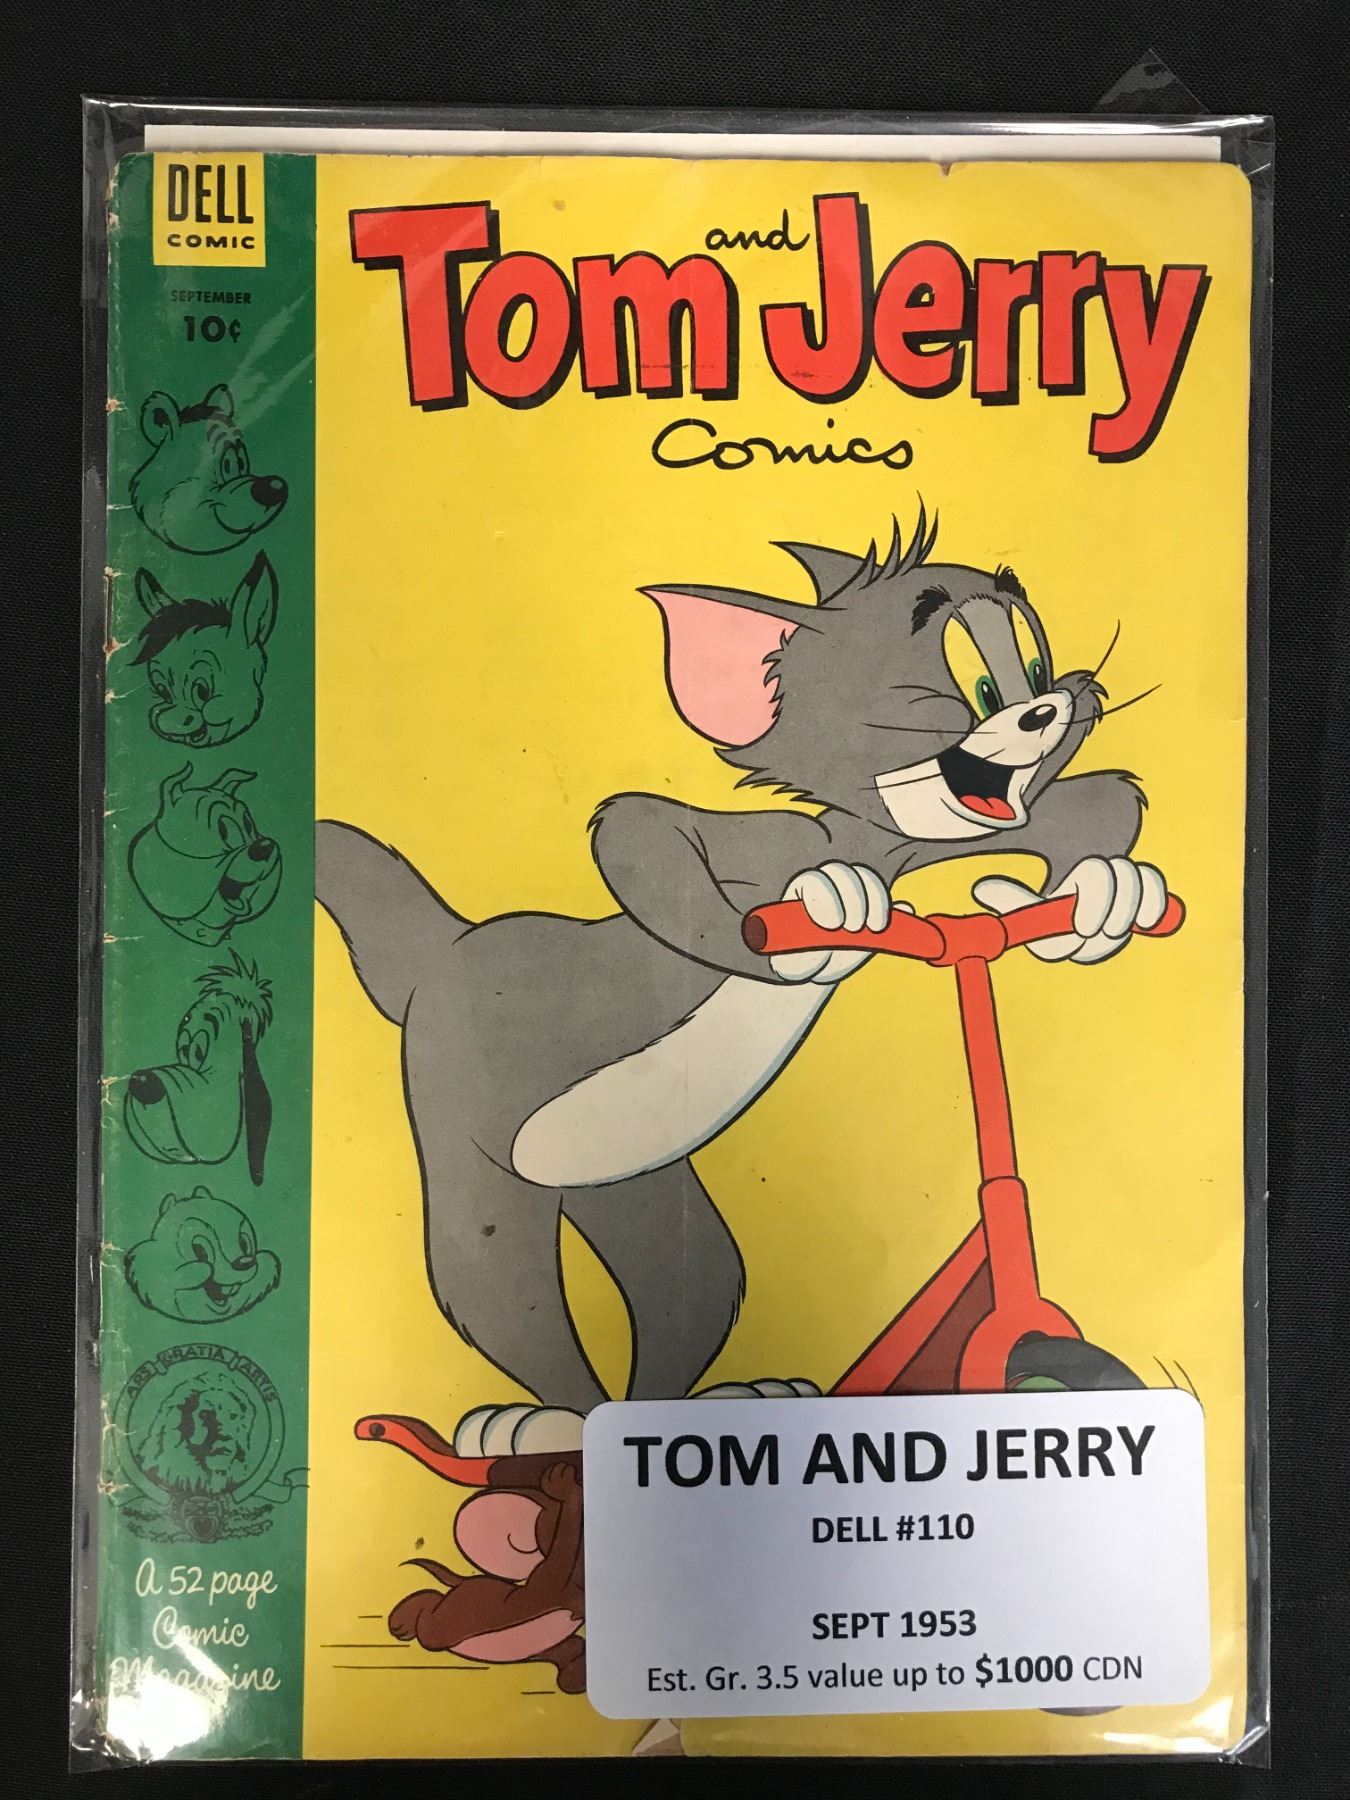 DELL
COMIC
SEPTEMBER
10¢
Tom and Jerry
Comics
ARS GRATIA ARTIS
A 52 page
Comic
Magazine
TOM AND JERRY
DELL #110
SEPT 1953
Est. Gr. 3.5 value up to $1000 CDN